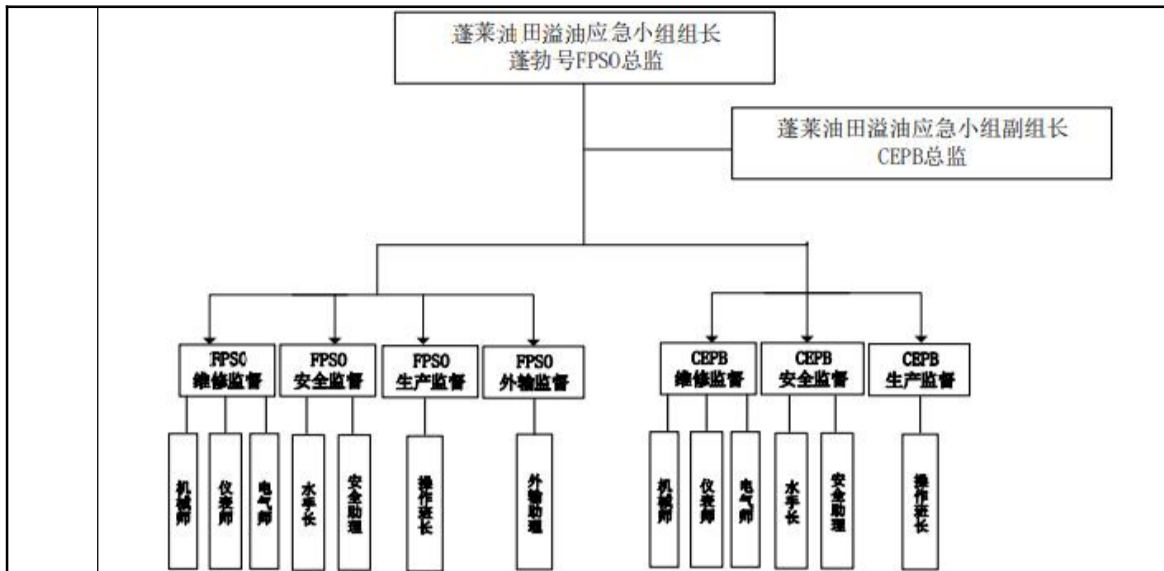 蓬莱油田溢油应急小组组长
蓬勃号FPSO总监
蓬莱油田溢油应急小组副组长
CEPB总监
FPSO
维修监督
FPSO
安全监督
FPSO
生产监督
FPSO
外输监督
CEPB
维修监督
CEPB
安全监督
CEPB
生产监督
机械师
仪表师
电气师
水手长
安全助理
操作班长
外输助理
机械师
仪表师
电气师
水手长
安全助理
操作班长